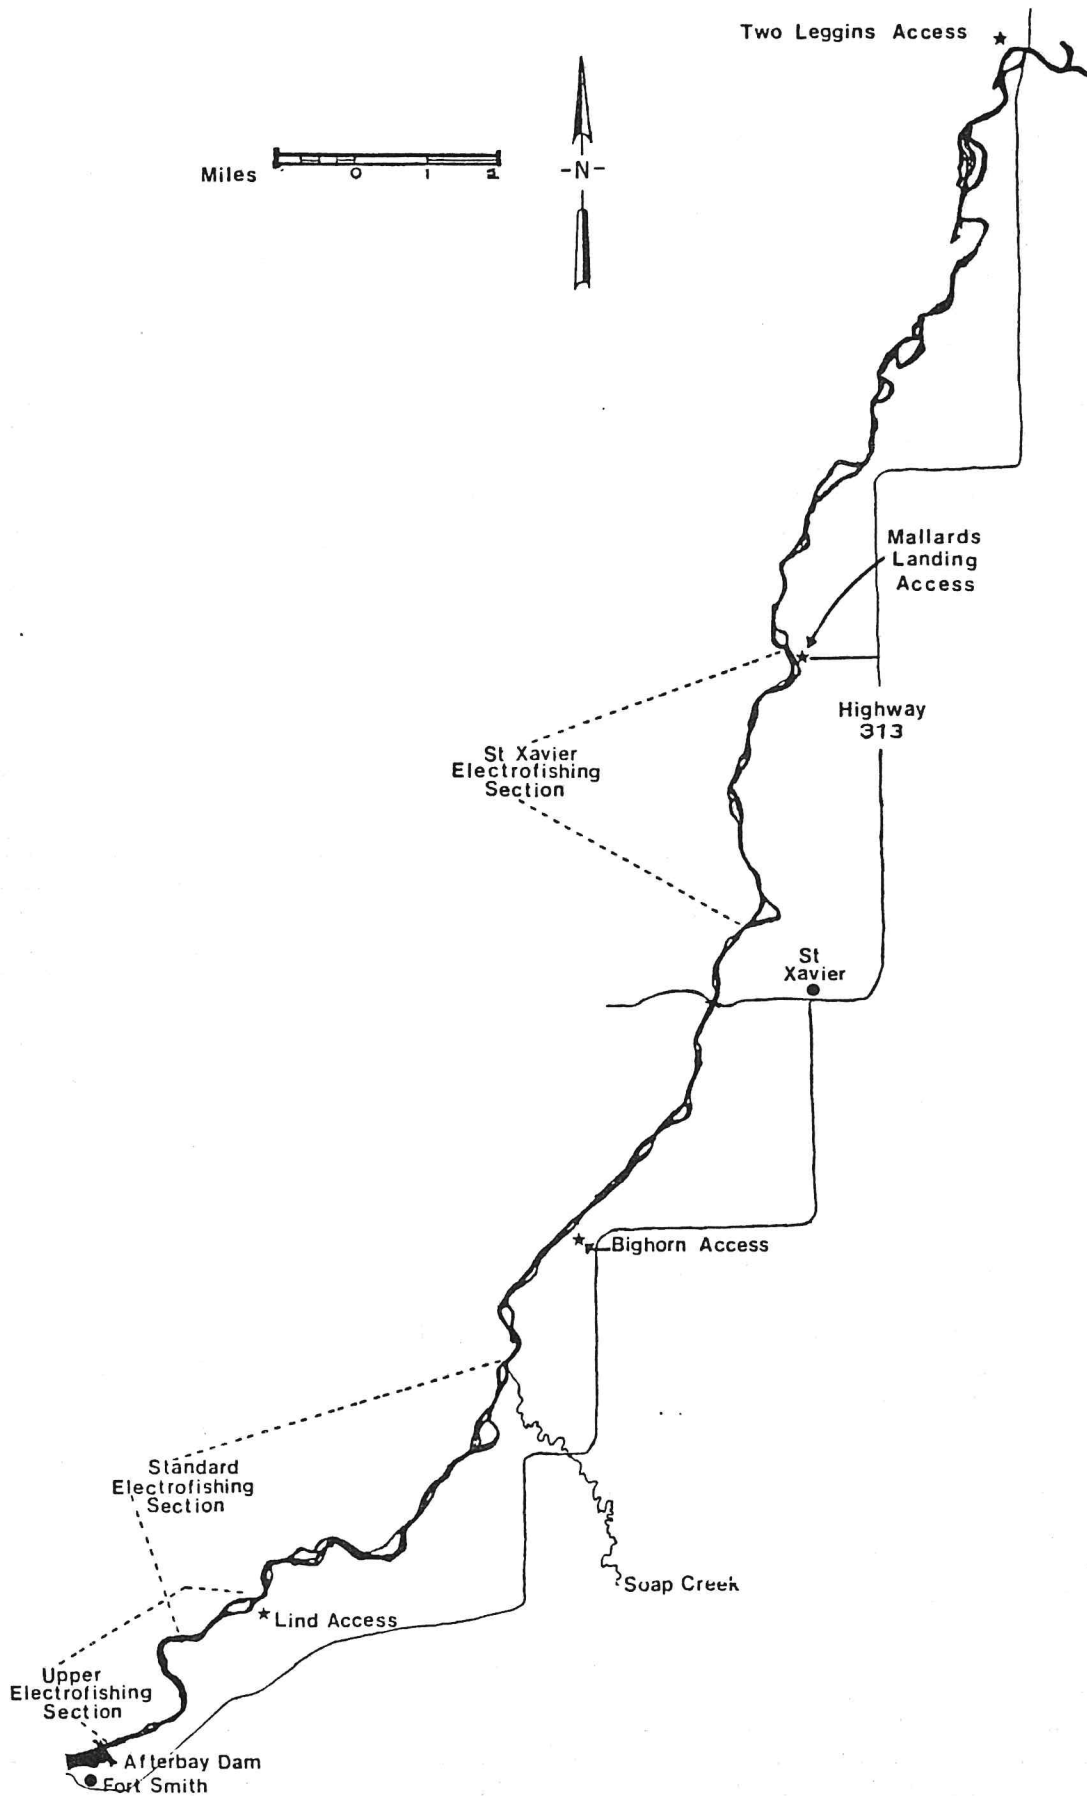 Two Leggins Access
-N-
Miles
0 1 2
Mallards
Landing
Access
Highway
313
St Xavier
Electrofishing
Section
St
Xavier
Bighorn Access
Standard
Electrofishing
Section
Soap Creek
Lind Access
Upper
Electrofishing
Section
Afterbay Dam
Fort Smith